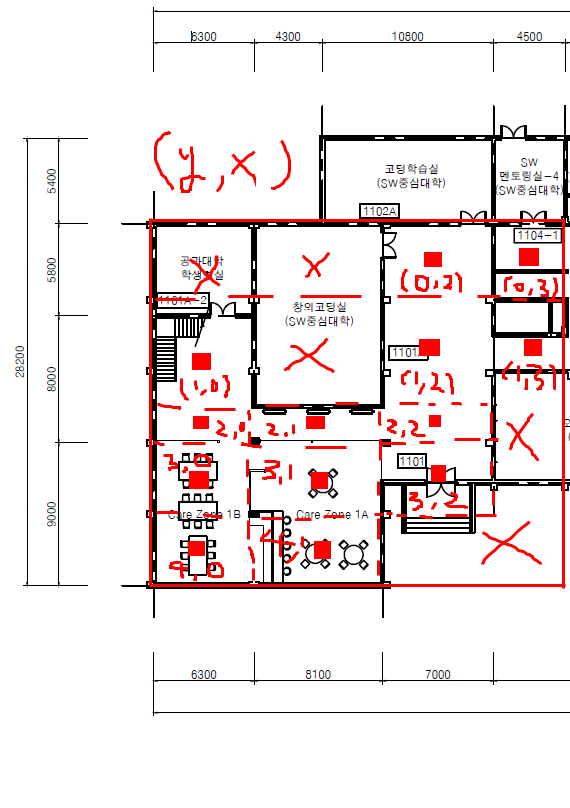 6300 4300 10800 4500
5400
5800
8000
9000
28200
(y,x)
코딩학습실
(SW중심대학)
SW
멘토링실-4
(SW중심대학)
1102A
1104-1
공과대학
학생회실
1101A-2
창의코딩실
(SW중심대학)
(0,2)
(0,3)
(1,0)
(1,2)
(1,3)
2,0
2,1
2,2
1101
3,0
3,1
3,2
Care Zone 1B
Care Zone 1A
4,0
6300 8100 7000